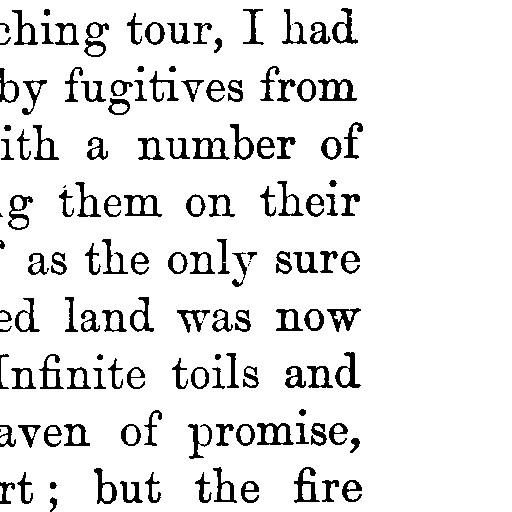 ching tour, I had
by fugitives from
ith a number of
g them on their
as the only sure
ed land was now
Infinite toils and
aven of promise,
rt ; but the fire